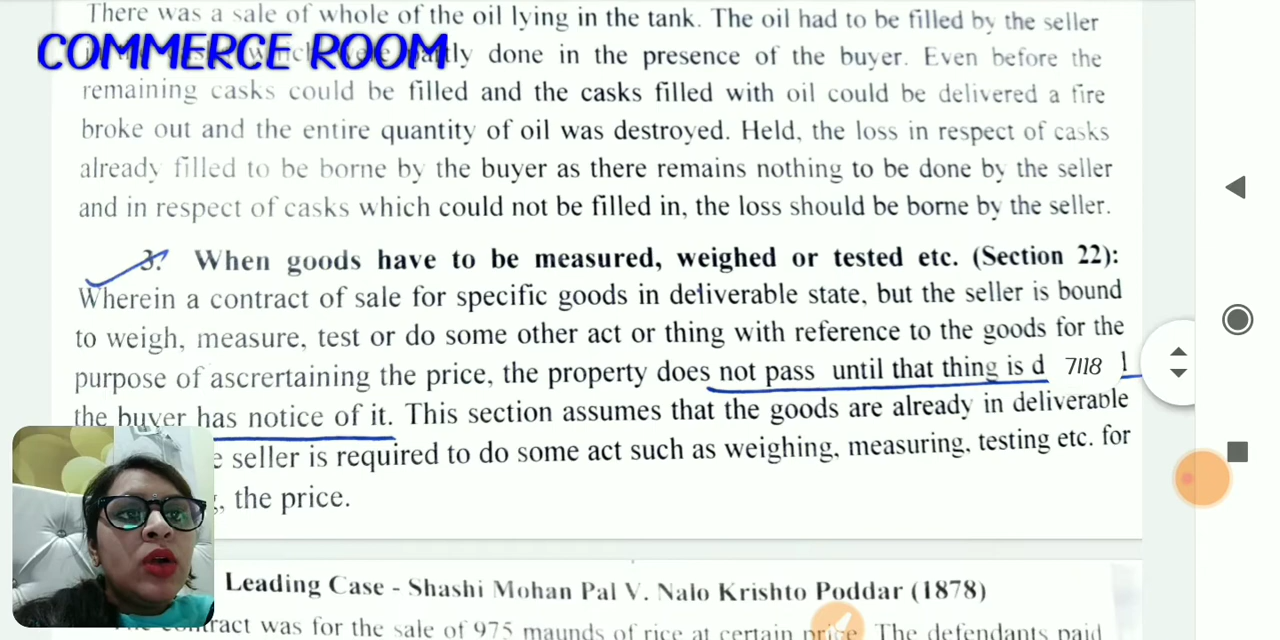 There was a sale of whole of the oil lying in the tank. The oil had to be filled by the seller
COMMERCE ROOM
partly done in the presence of the buyer. Even before the
remaining casks could be filled and the casks filled with oil could be delivered a fire
broke out and the entire quantity of oil was destroyed. Held, the loss in respect of casks
already filled to be borne by the buyer as there remains nothing to be done by the seller
and in respect of casks which could not be filled in, the loss should be borne by the seller.
3. When goods have to be measured, weighed or tested etc. (Section 22):
Wherein a contract of sale for specific goods in deliverable state, but the seller is bound
to weigh, measure, test or do some other act or thing with reference to the goods for the
purpose of ascrertaining the price, the property does not pass until that thing is d
7/18
the buyer has notice of it. This section assumes that the goods are already in deliverable
seller is required to do some act such as weighing, measuring, testing etc. for
, the price.
Leading Case - Shashi Mohan Pal V. Nalo Krishto Poddar (1878)
contract was for the sale of 975 maunds of rice at certain price. The defendants paid